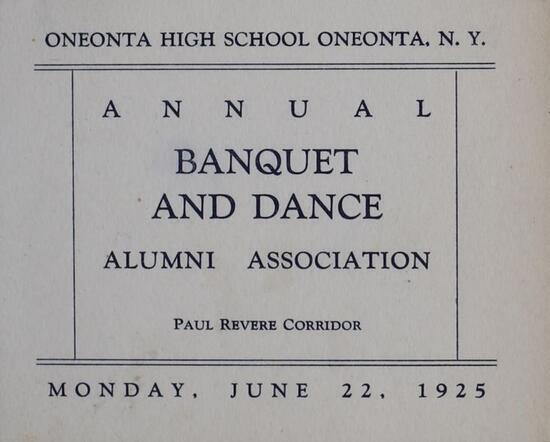 ONEONTA HIGH SCHOOL ONEONTA, N. Y.
ANNUAL
BANQUET
AND DANCE
ALUMNI ASSOCIATION
PAUL REVERE CORRIDOR
MONDAY, JUNE 22, 1925